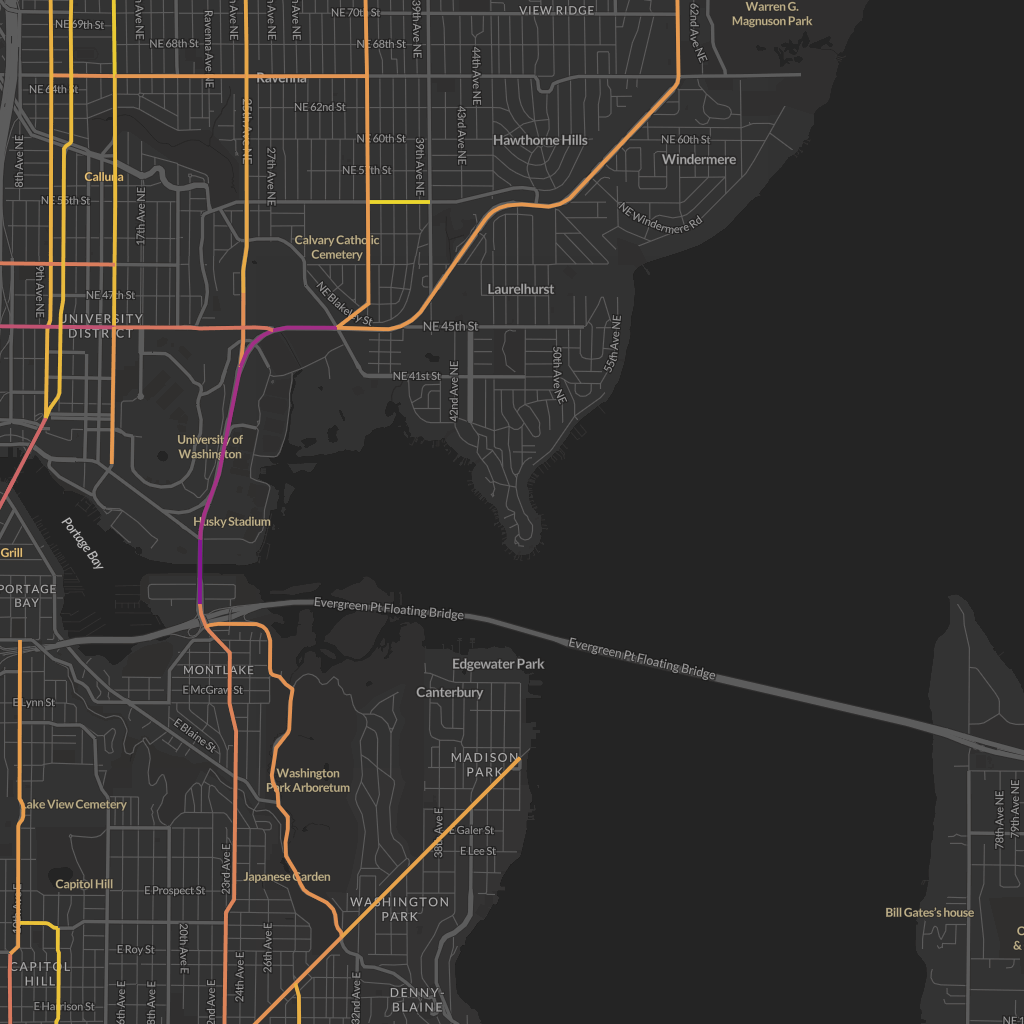 NE 70th St
VIEW RIDGE
Warren G.
Magnuson Park
NE 69th St
Ravenna Ave NE
39th Ave NE
62nd Ave NE
NE 68th St
NE 68th St
44th Ave NE
Ravenna
NE 64th St
NE 62nd St
25th Ave NE
43rd Ave NE
8th Ave NE
NE 60th St
Hawthorne Hills
NE 60th St
Windermere
39th Ave NE
27th Ave NE
NE 57th St
Calluna
NE 55th St
17th Ave NE
NE Windermere Rd
Calvary Catholic
Cemetery
9th Ave NE
NE 47th St
NE Blakeley St
Laurelhurst
UNIVERSITY
DISTRICT
NE 45th St
55th Ave NE
50th Ave NE
42nd Ave NE
NE 41st St
University of
Washington
Husky Stadium
Portage Bay
Grill
PORTAGE
BAY
Evergreen Pt Floating Bridge
Evergreen Pt Floating Bridge
MONTLAKE
Edgewater Park
E McGraw St
Canterbury
E Lynn St
E Blaine St
MADISON
PARK
Washington
Park Arboretum
Lake View Cemetery
38th Ave E
E Galer St
E Lee St
78th Ave NE
79th Ave NE
23rd Ave E
Japanese Garden
Capitol Hill
E Prospect St
10th Ave E
WASHINGTON
PARK
Bill Gates's house
20th Ave E
26th Ave E
E Roy St
CAPITOL
HILL
24th Ave E
E Harrison St
32nd Ave E
DENNY-
BLAINE